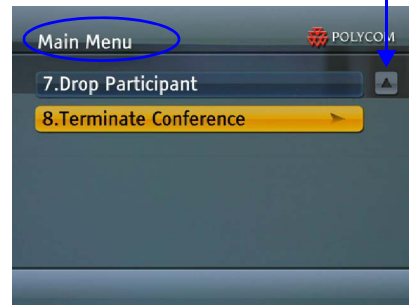 Main Menu
POLYCOM
7.Drop Participant
8.Terminate Conference